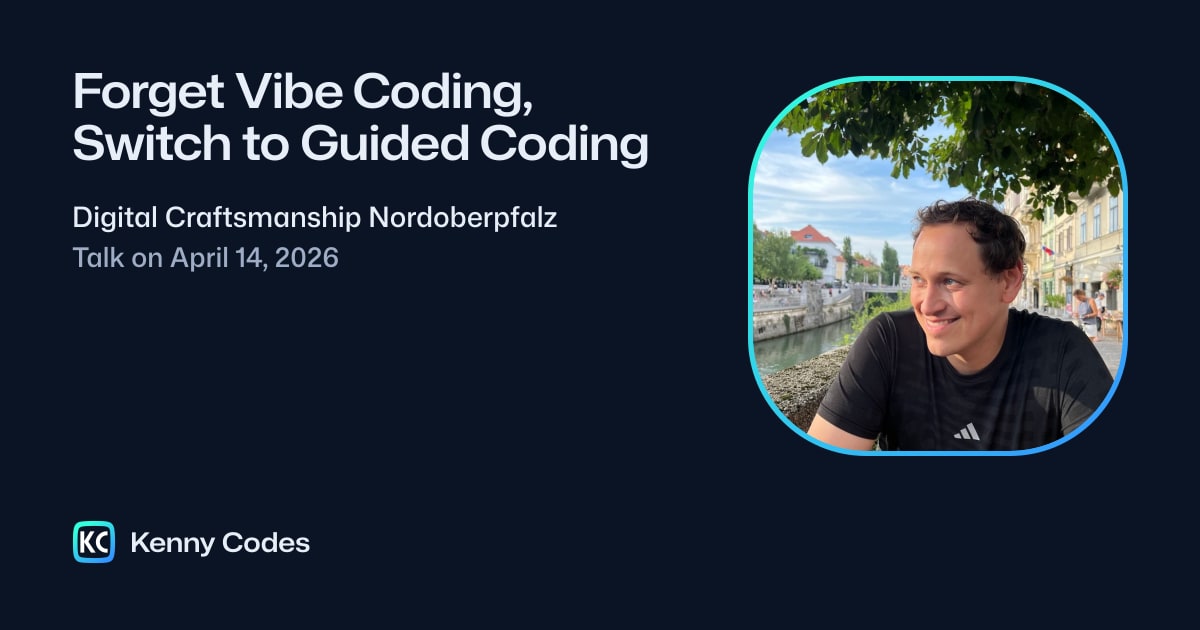 Forget Vibe Coding,
Switch to Guided Coding
Digital Craftsmanship Nordoberpfalz
Talk on April 14, 2026
KC Kenny Codes